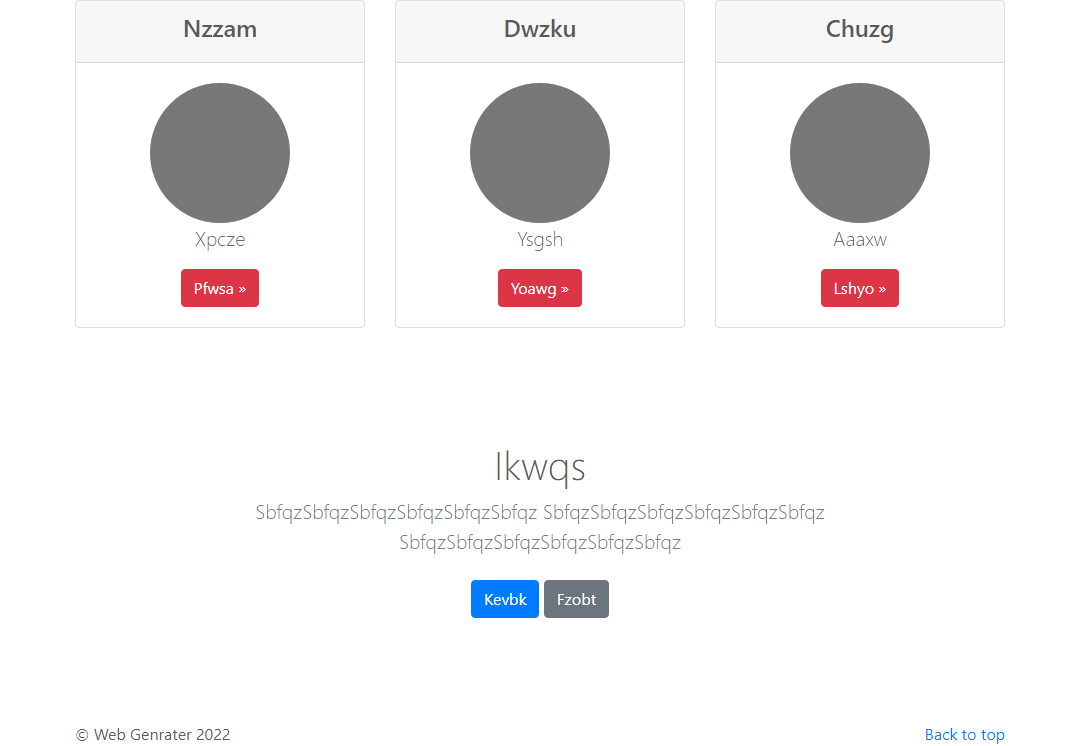 Nzzam
Dwzku
Chuzg
Xpcze
Ysgsh
Aaaxw
Pfwsa »
Yoawg »
Lshyo »
Ikwqs
SbfqzSbfqzSbfqzSbfqzSbfqzSbfqz SbfqzSbfqzSbfqzSbfqzSbfqzSbfqz
SbfqzSbfqzSbfqzSbfqzSbfqzSbfqz
Kevbk Fzobt
© Web Genrater 2022
Back to top